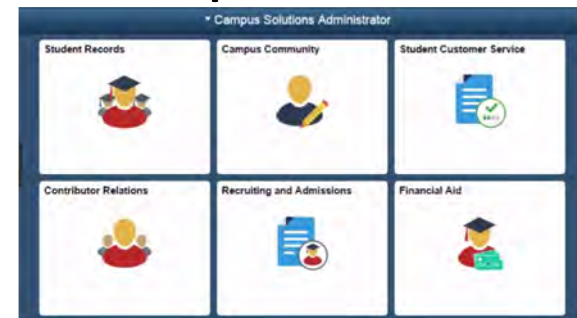 Campus Solutions Administrator
Student Records
Campus Community
Student Customer Service
Contributor Relations
Recruiting and Admissions
Financial Aid